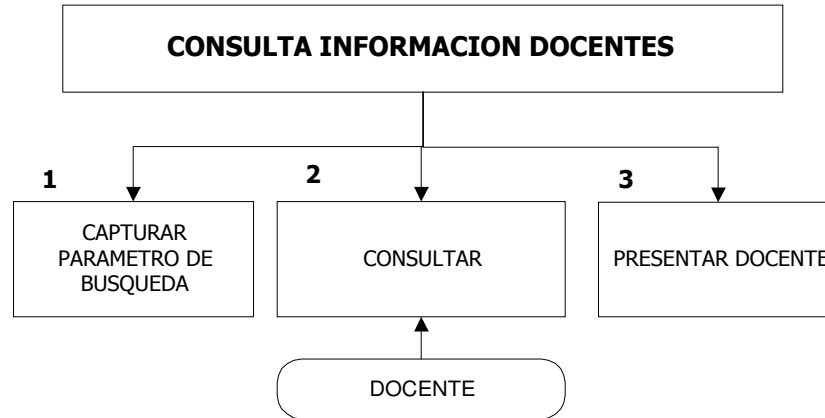 CONSULTA INFORMACION DOCENTES
1
CAPTURAR
PARAMETRO DE
BUSQUEDA
2
CONSULTAR
3
PRESENTAR DOCENTE
DOCENTE